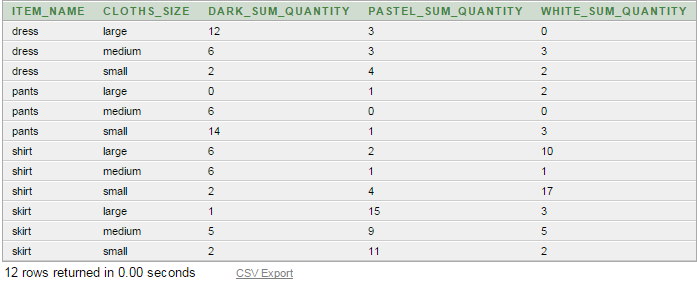 ITEM_NAME CLOTHS_SIZE DARK_SUM_QUANTITY PASTEL_SUM_QUANTITY WHITE_SUM_QUANTITY
dress large 12 3 0
dress medium 6 3 3
dress small 2 4 2
pants large 0 1 2
pants medium 6 0 0
pants small 14 1 3
shirt large 6 2 10
shirt medium 6 1 1
shirt small 2 4 17
skirt large 1 15 3
skirt medium 5 9 5
skirt small 2 11 2
12 rows returned in 0.00 seconds CSV Export